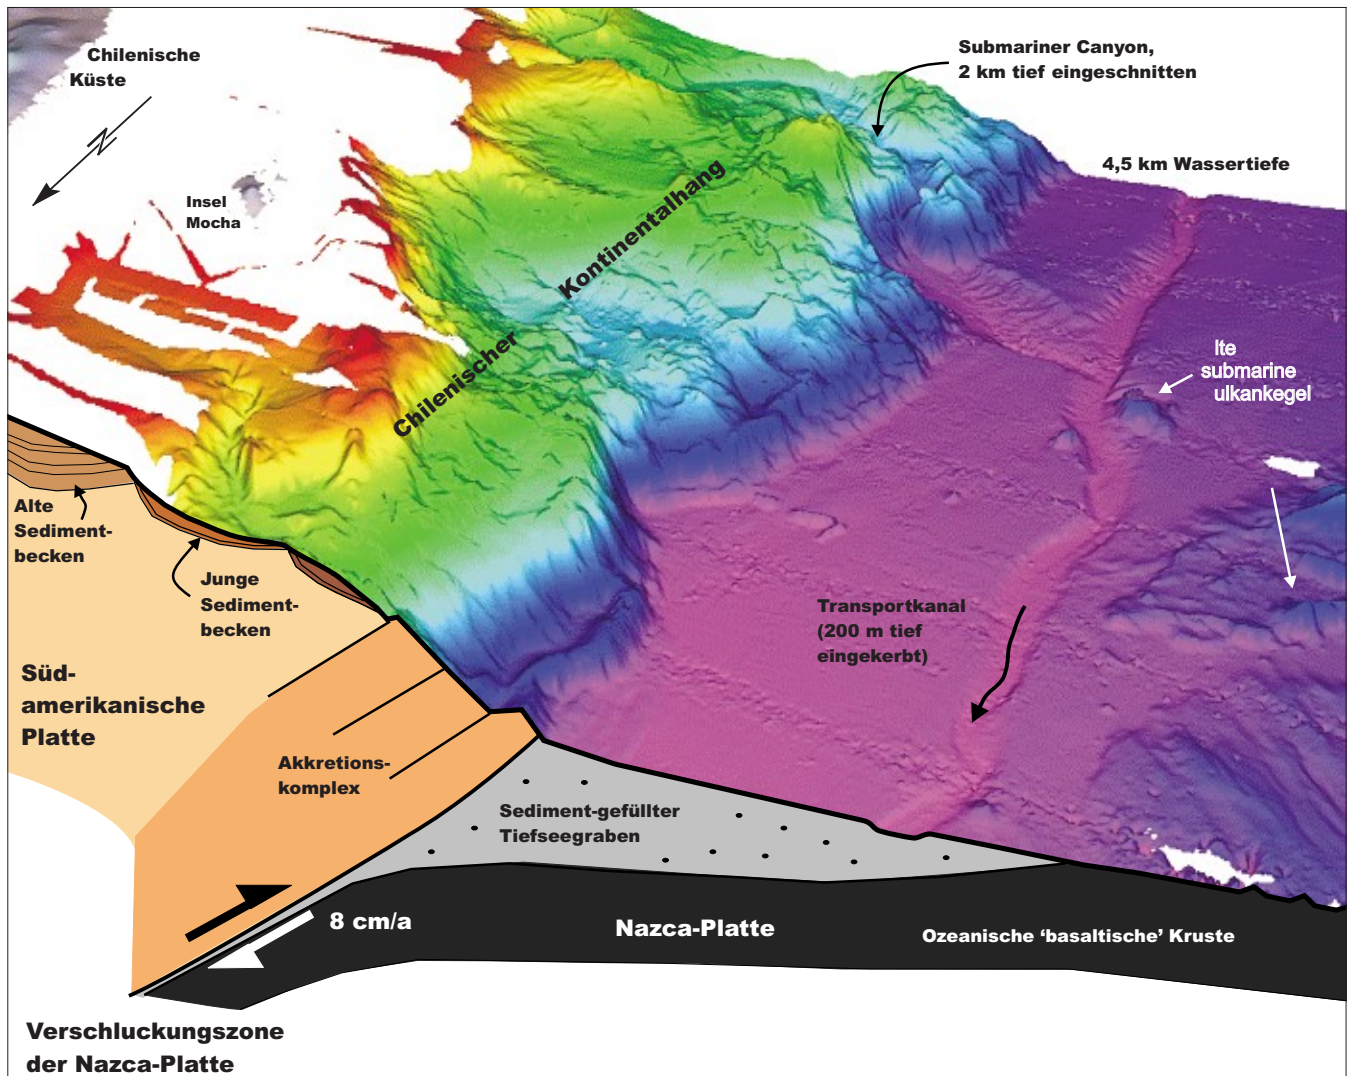 Chilenische
Küste
Submariner Canyon,
2 km tief eingeschnitten
4,5 km Wassertiefe
Insel
Mocha
Chilenischer Kontinentalhang
lte
submarine
ulkankegel
Alte
Sediment-
becken
Junge
Sediment-
becken
Transportkanal
(200 m tief
eingekerbt)
Süd-
amerikanische
Platte
Akkretions-
komplex
Sediment-gefüllter
Tiefseegraben
8 cm/a
Nazca-Platte
Ozeanische ‘basaltische’ Kruste
Verschluckungszone
der Nazca-Platte